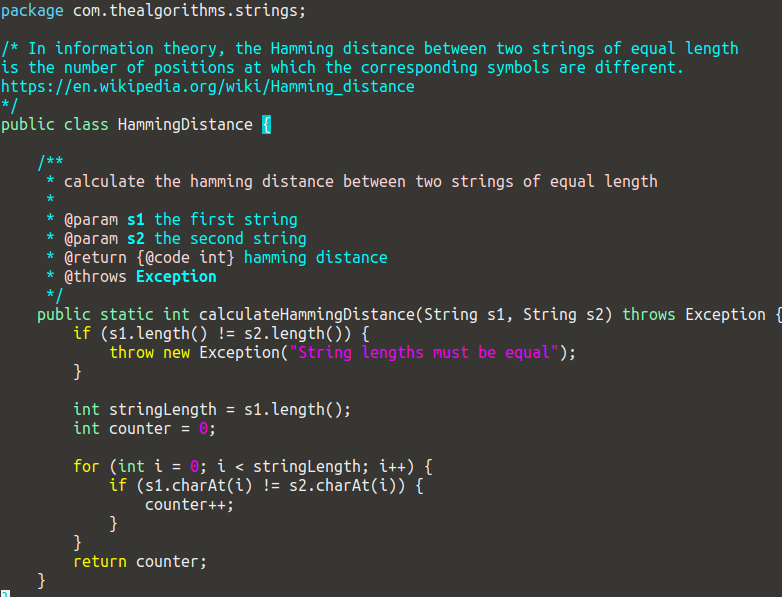 package com.thealgorithms.strings;

/* In information theory, the Hamming distance between two strings of equal length
is the number of positions at which the corresponding symbols are different.
https://en.wikipedia.org/wiki/Hamming_distance
*/
public class HammingDistance {

    /**
     * calculate the hamming distance between two strings of equal length
     *
     * @param s1 the first string
     * @param s2 the second string
     * @return {@code int} hamming distance
     * @throws Exception
     */
    public static int calculateHammingDistance(String s1, String s2) throws Exception {
        if (s1.length() != s2.length()) {
            throw new Exception("String lengths must be equal");
        }

        int stringLength = s1.length();
        int counter = 0;

        for (int i = 0; i < stringLength; i++) {
            if (s1.charAt(i) != s2.charAt(i)) {
                counter++;
            }
        }
        return counter;
    }
}